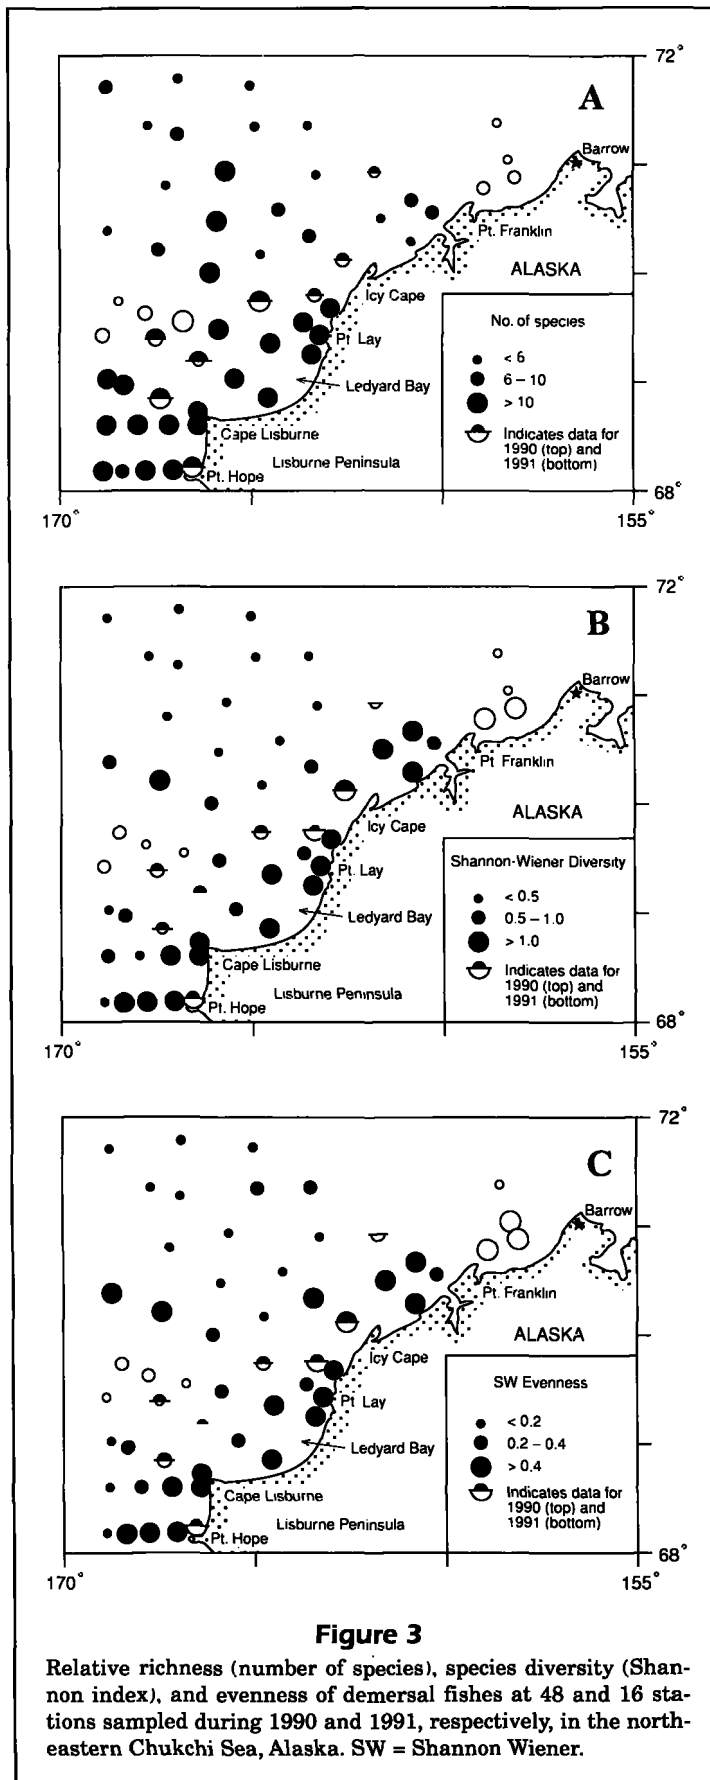 72°
A
Barrow
Pt. Franklin
ALASKA
Icy Cape
No. of species
Pt. Lay
< 6
6 – 10
Ledyard Bay
> 10
Cape Lisburne
Indicates data for
1990 (top) and
1991 (bottom)
Lisburne Peninsula
Pt. Hope
68°
170°
155°
72°
B
Barrow
Pt. Franklin
ALASKA
Icy Cape
Shannon-Wiener Diversity
Pt. Lay
< 0.5
0.5 – 1.0
Ledyard Bay
> 1.0
Cape Lisburne
Indicates data for
1990 (top) and
1991 (bottom)
Lisburne Peninsula
Pt. Hope
68°
170°
155°
72°
C
Barrow
Pt. Franklin
ALASKA
Icy Cape
SW Evenness
Pt. Lay
< 0.2
0.2 – 0.4
Ledyard Bay
> 0.4
Cape Lisburne
Indicates data for
1990 (top) and
1991 (bottom)
Lisburne Peninsula
Pt. Hope
68°
170°
155°
Figure 3
Relative richness (number of species), species diversity (Shan-
non index), and evenness of demersal fishes at 48 and 16 sta-
tions sampled during 1990 and 1991, respectively, in the north-
eastern Chukchi Sea, Alaska. SW = Shannon Wiener.